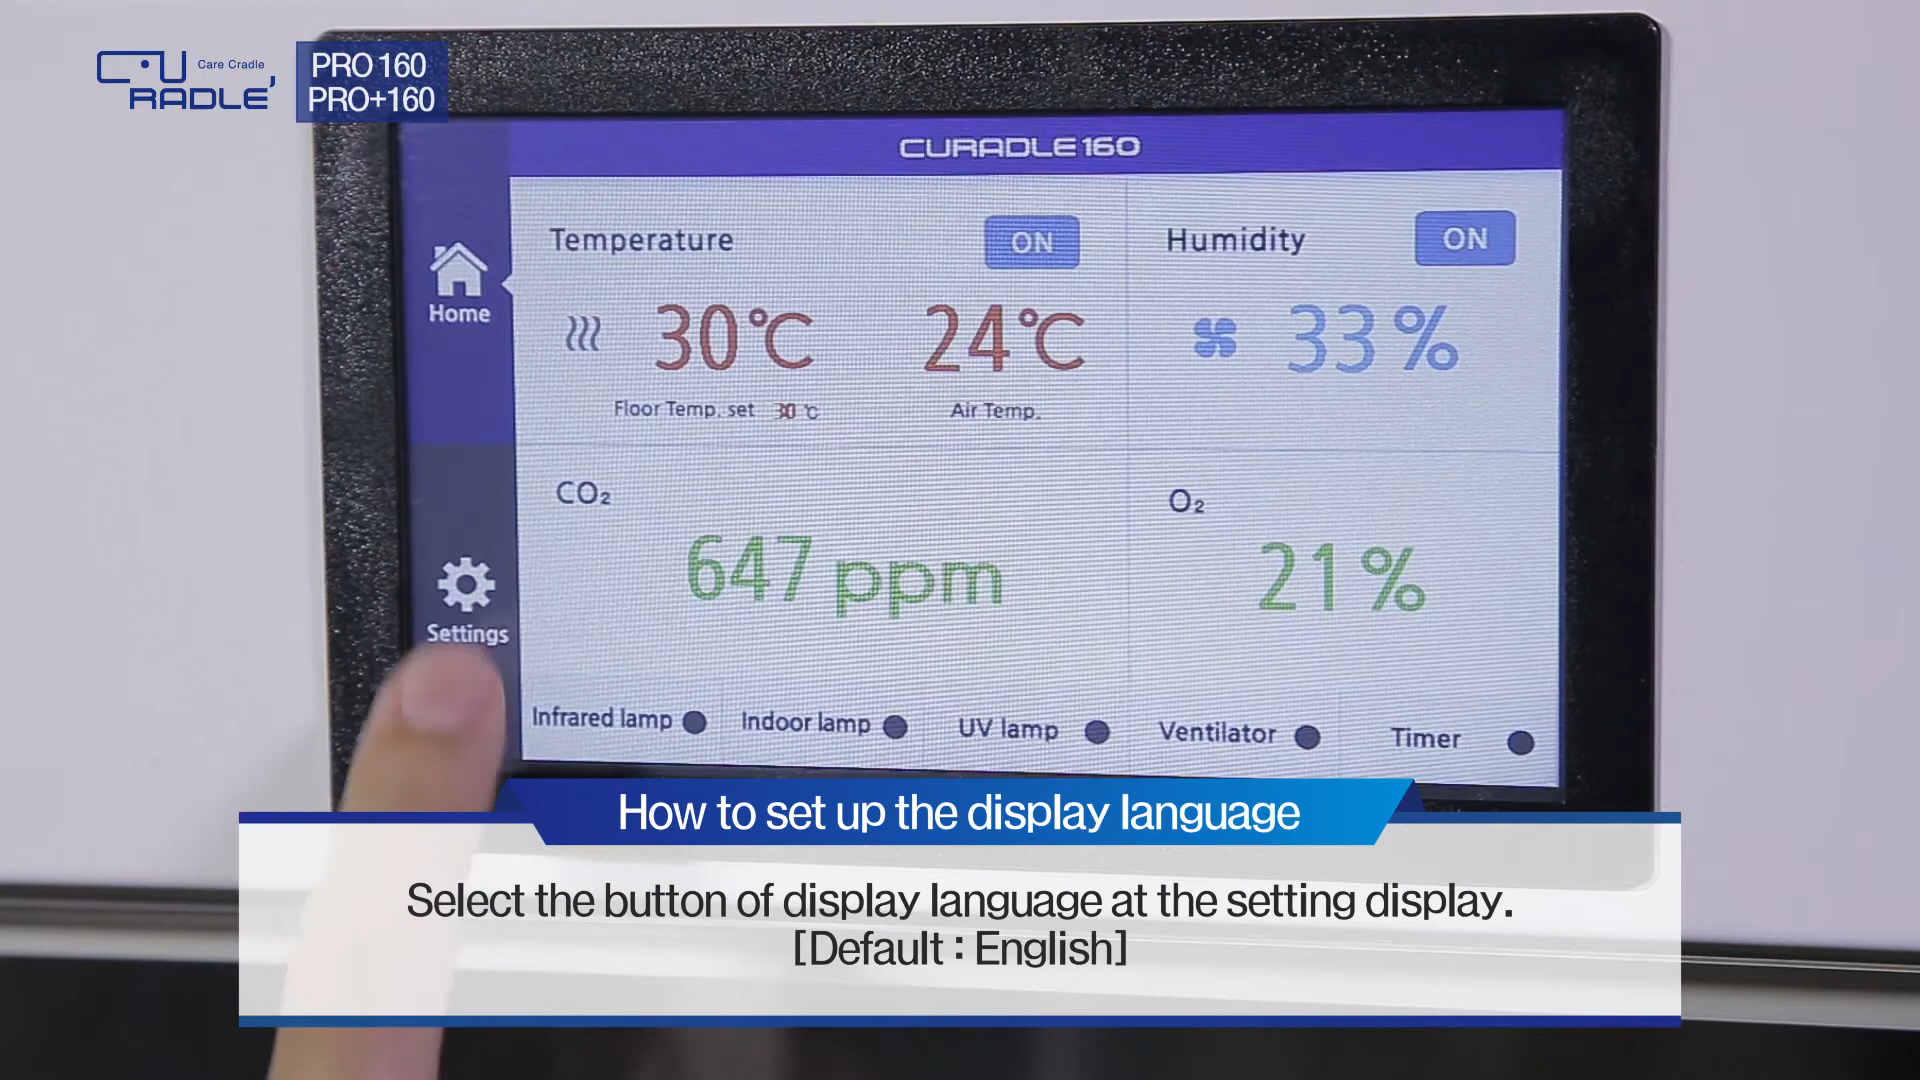 CURADLE Care Cradle
PRO 160
PRO+160
CURADLE160
Temperature ON
Humidity ON
Home
30℃ 24℃
33%
Floor Temp. set 30℃ Air Temp.
CO₂
O₂
647 ppm
21%
Settings
Infrared lamp Indoor lamp UV lamp Ventilator Timer
How to set up the display language
Select the button of display language at the setting display.
[Default : English]